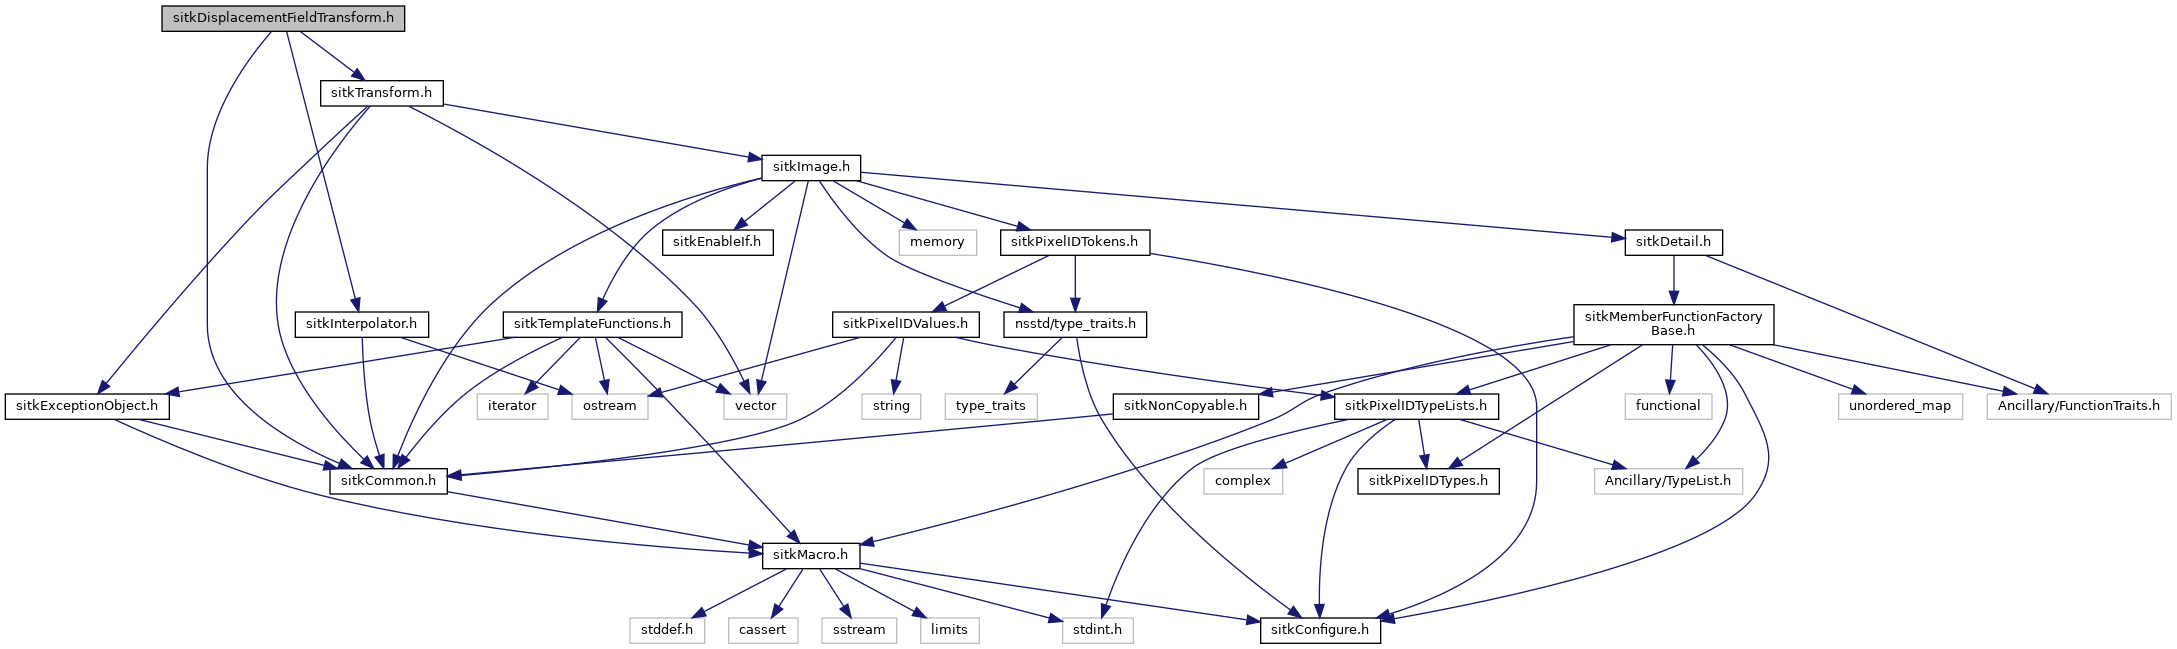 sitkDisplacementFieldTransform.h
sitkTransform.h
sitkImage.h
sitkEnableIf.h
memory
sitkPixelIDTokens.h
sitkDetail.h
sitkInterpolator.h
sitkTemplateFunctions.h
sitkPixelIDValues.h
nsstd/type_traits.h
sitkMemberFunctionFactory
Base.h
sitkExceptionObject.h
iterator
ostream
vector
string
type_traits
sitkNonCopyable.h
sitkPixelIDTypeLists.h
functional
unordered_map
Ancillary/FunctionTraits.h
sitkCommon.h
complex
sitkPixelIDTypes.h
Ancillary/TypeList.h
sitkMacro.h
stddef.h
cassert
sstream
limits
stdint.h
sitkConfigure.h